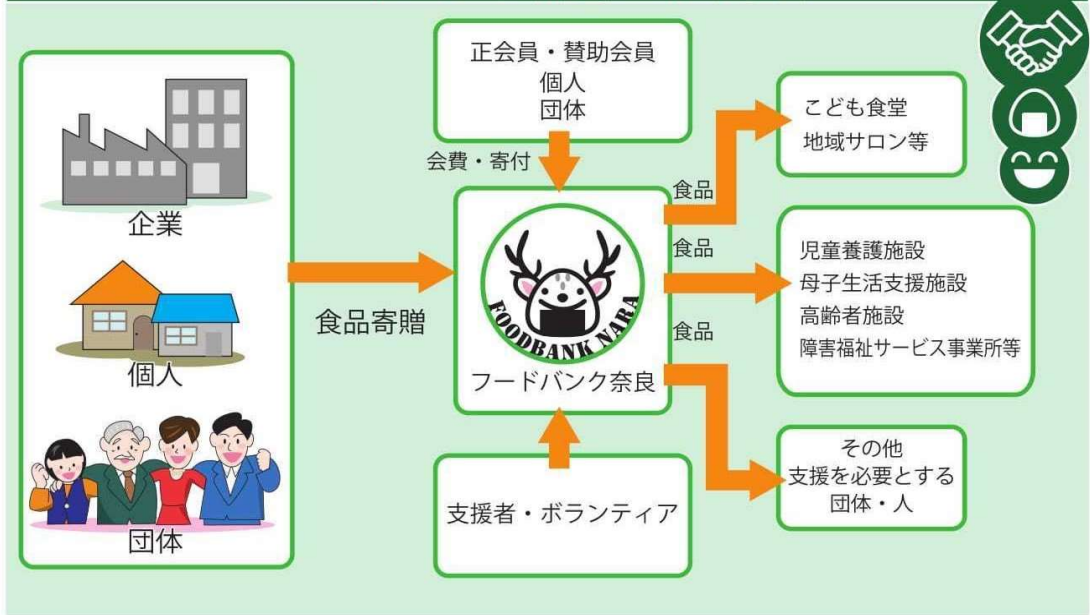 企業
個人
団体
食品寄贈
正会員・賛助会員
個人
団体
会費・寄付
FOODBANK NARA
フードバンク奈良
支援者・ボランティア
食品
食品
食品
こども食堂
地域サロン等
児童養護施設
母子生活支援施設
高齢者施設
障害福祉サービス事業所等
その他
支援を必要とする
団体・人